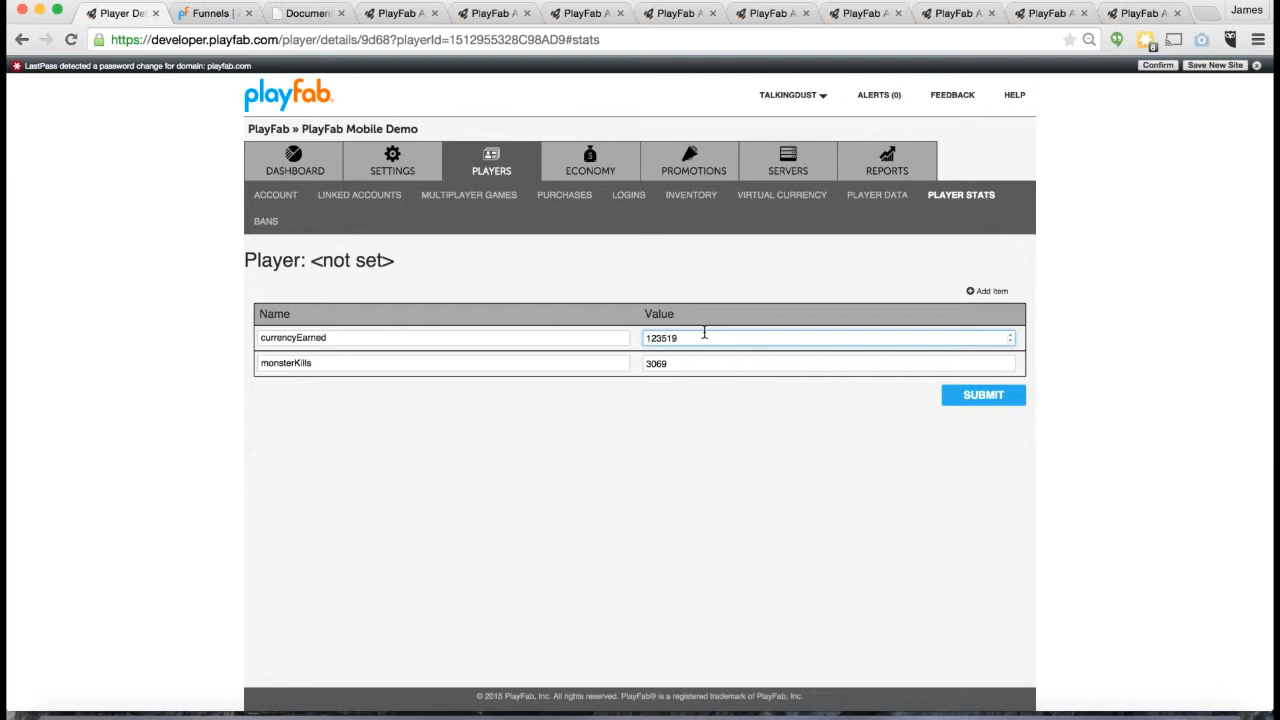 Player De
Funnels |
Document
PlayFab A
PlayFab A
PlayFab A
PlayFab A
PlayFab A
PlayFab A
PlayFab A
PlayFab A
PlayFab A
James
https://developer.playfab.com/player/details/9d68?playerId=1512955328C98AD9#stats
6
LastPass detected a password change for domain: playfab.com
Confirm
Save New Site
playfab.
TALKINGDUST
ALERTS (0)
FEEDBACK
HELP
PlayFab » PlayFab Mobile Demo
DASHBOARD
SETTINGS
PLAYERS
ECONOMY
PROMOTIONS
SERVERS
REPORTS
ACCOUNT
LINKED ACCOUNTS
MULTIPLAYER GAMES
PURCHASES
LOGINS
INVENTORY
VIRTUAL CURRENCY
PLAYER DATA
PLAYER STATS
BANS
Player: <not set>
Add Item
Name
Value
currencyEarned
123519
monsterKills
3069
SUBMIT
© 2015 PlayFab, Inc. All rights reserved. PlayFab® is a registered trademark of PlayFab, Inc.